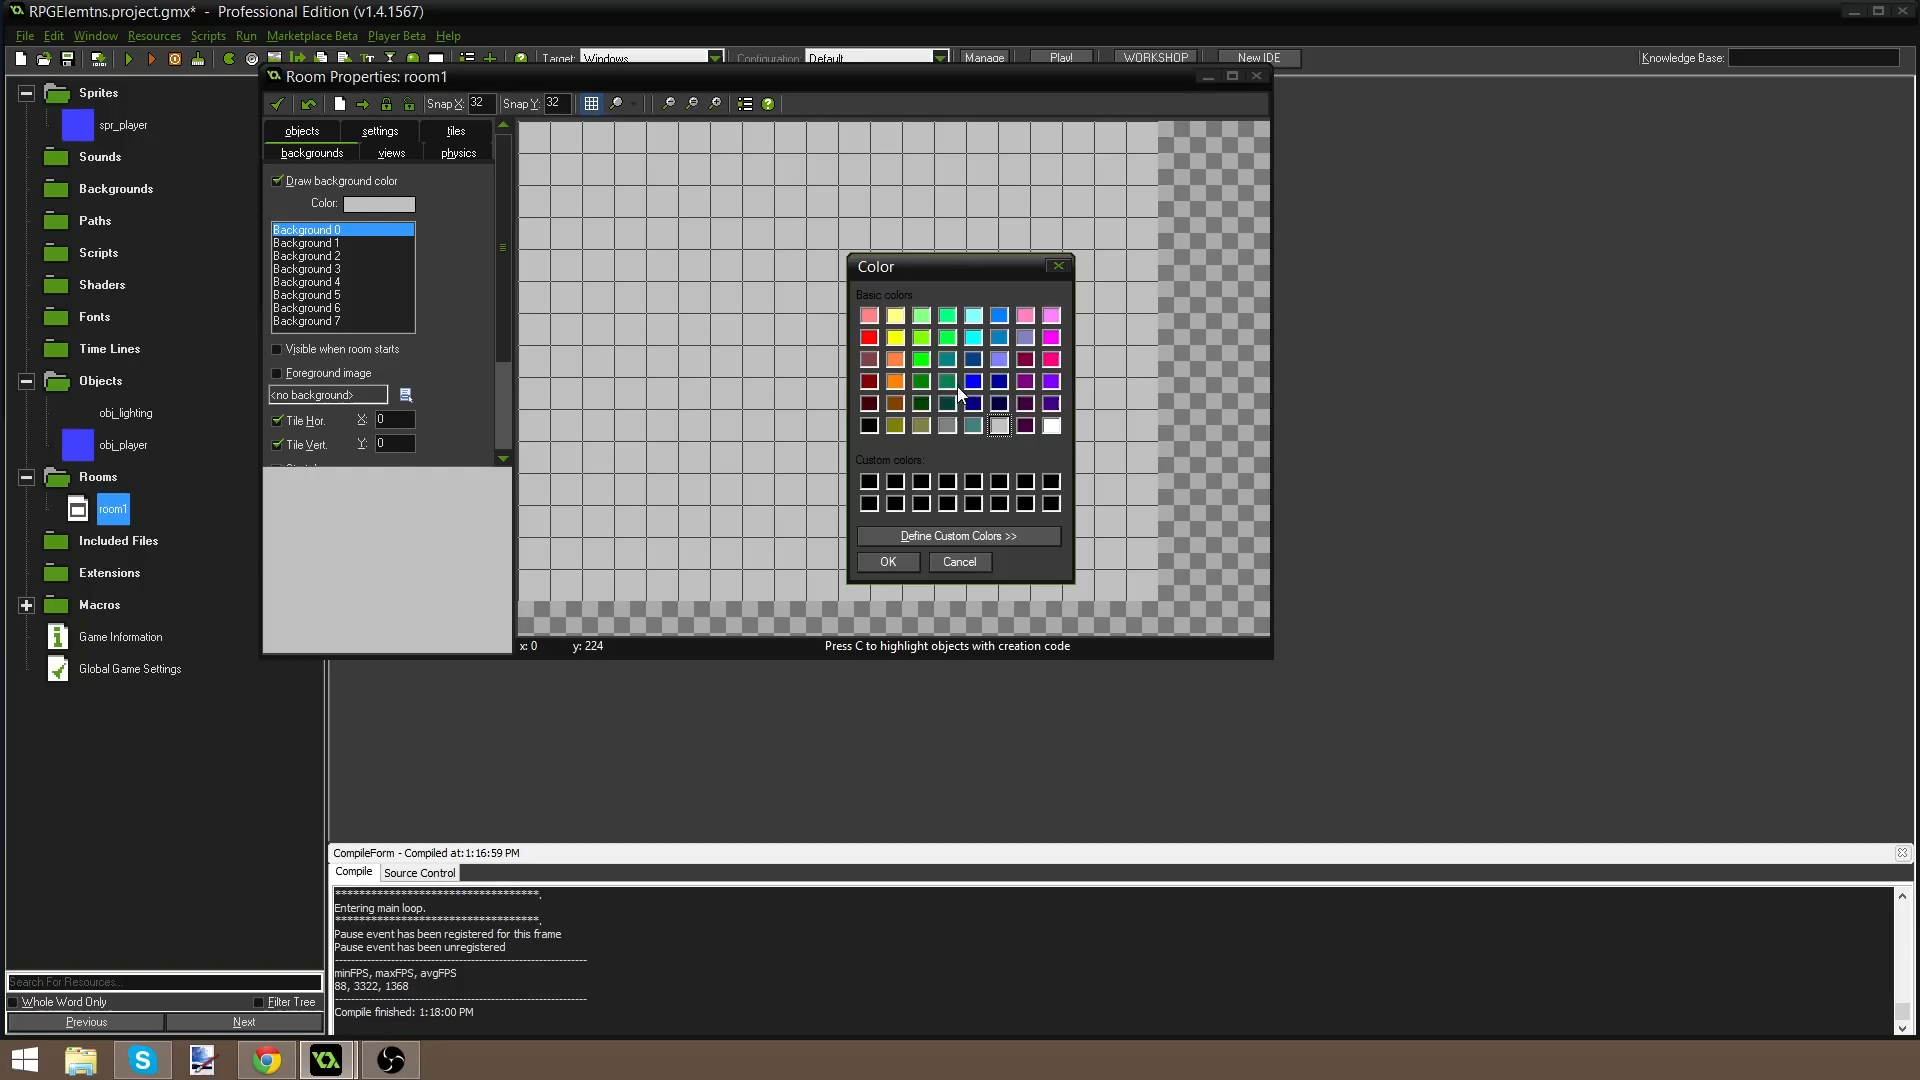 RPGElemtns.project.gmx* - Professional Edition (v1.4.1567)
File Edit Window Resources Scripts Run Marketplace Beta Player Beta Help
Target: Windows Configuration: Default Manage Play! WORKSHOP New IDE Knowledge Base:
Room Properties: room1
Snap X: 32 Snap Y: 32
objects settings tiles
backgrounds views physics
Draw background color
Color:
Background 0
Background 1
Background 2
Background 3
Background 4
Background 5
Background 6
Background 7
Visible when room starts
Foreground image
<no background>
Tile Hor. X: 0
Tile Vert. Y: 0
x: 0 y: 224 Press C to highlight objects with creation code
Color
Basic colors
Custom colors:
Define Custom Colors >>
OK Cancel
Sprites
spr_player
Sounds
Backgrounds
Paths
Scripts
Shaders
Fonts
Time Lines
Objects
obj_lighting
obj_player
Rooms
room1
Included Files
Extensions
Macros
Game Information
Global Game Settings
Search For Resources...
Whole Word Only Filter Tree
Previous Next
CompileForm - Compiled at:1:16:59 PM
Compile Source Control
***************************************.
Entering main loop.
***************************************.
Pause event has been registered for this frame
Pause event has been unregistered
minFPS, maxFPS, avgFPS
88, 3322, 1368
Compile finished: 1:18:00 PM